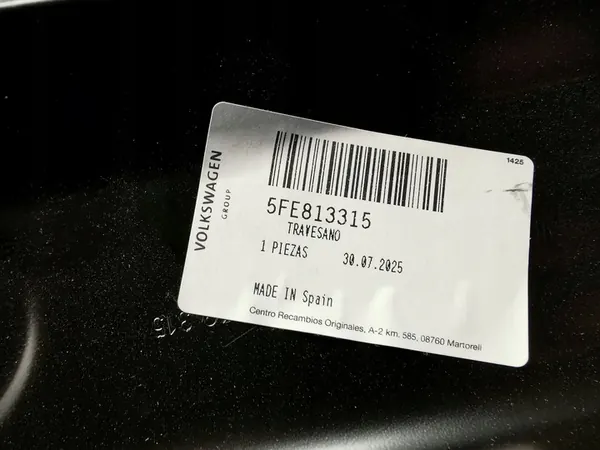 1425
VOLKSWAGEN
GROUP
5FE813315
TRAVESANO
1 PIEZAS 30.07.2025
MADE IN Spain
Centro Recambios Originales, A-2 km. 585, 08760 Martorell